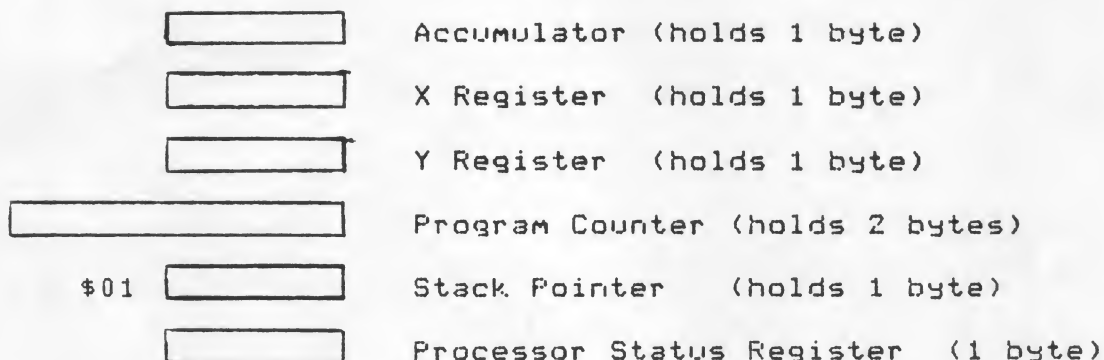 Accumulator (holds 1 byte)
X Register (holds 1 byte)
Y Register (holds 1 byte)
Program Counter (holds 2 bytes)
$01 Stack Pointer (holds 1 byte)
Processor Status Register (1 byte)